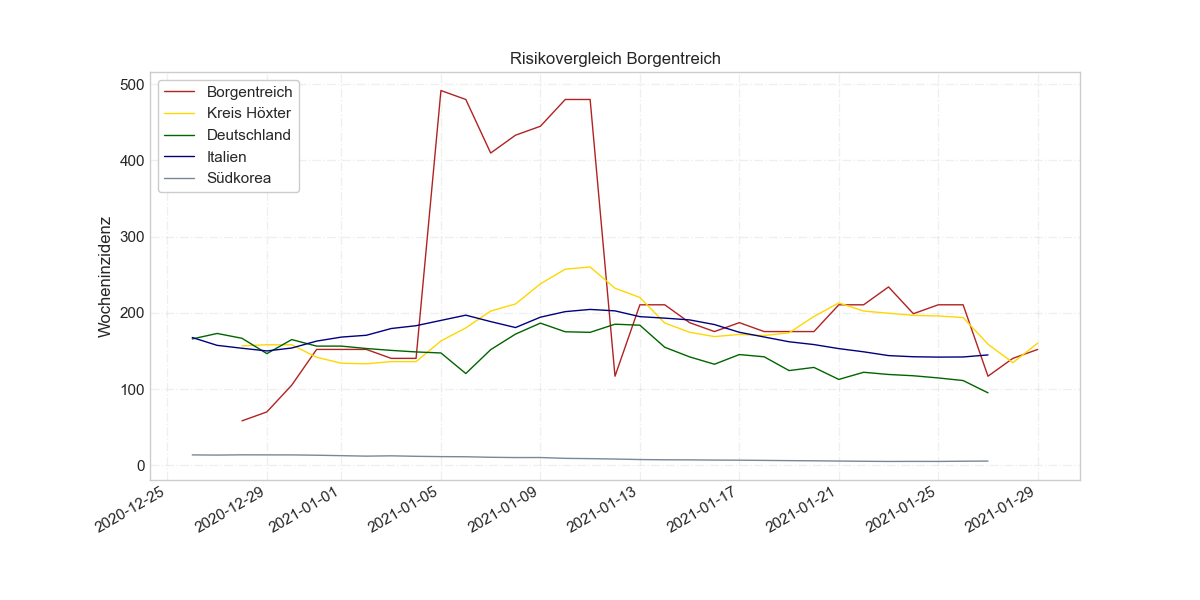 Risikovergleich Borgentreich
Borgentreich
Kreis Höxter
Deutschland
Italien
Südkorea
Wocheninzidenz
500
400
300
200
100
0
2020-12-25
2020-12-29
2021-01-01
2021-01-05
2021-01-09
2021-01-13
2021-01-17
2021-01-21
2021-01-25
2021-01-29